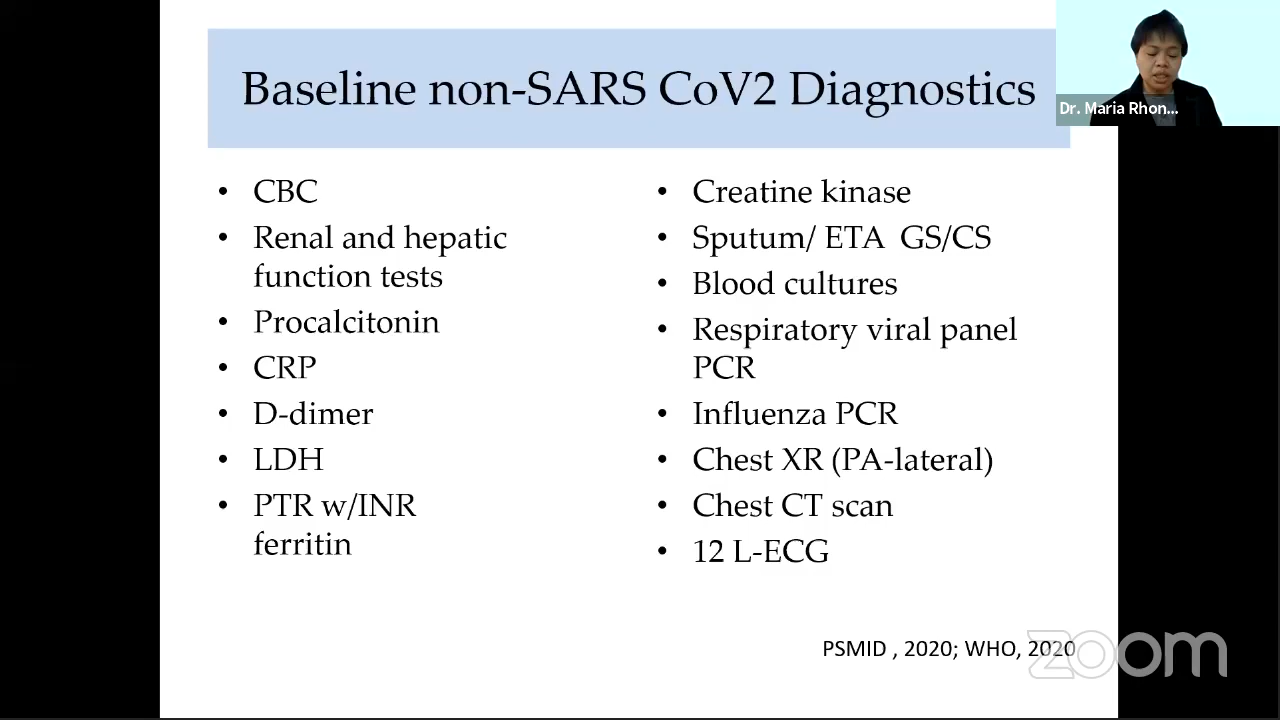 Baseline non-SARS CoV2 Diagnostics
Dr. Maria Rhon...
• CBC
• Renal and hepatic
function tests
• Procalcitonin
• CRP
• D-dimer
• LDH
• PTR w/INR
ferritin
• Creatine kinase
• Sputum/ ETA  GS/CS
• Blood cultures
• Respiratory viral panel
PCR
• Influenza PCR
• Chest XR (PA-lateral)
• Chest CT scan
• 12 L-ECG
PSMID , 2020; WHO, 2020
zoom